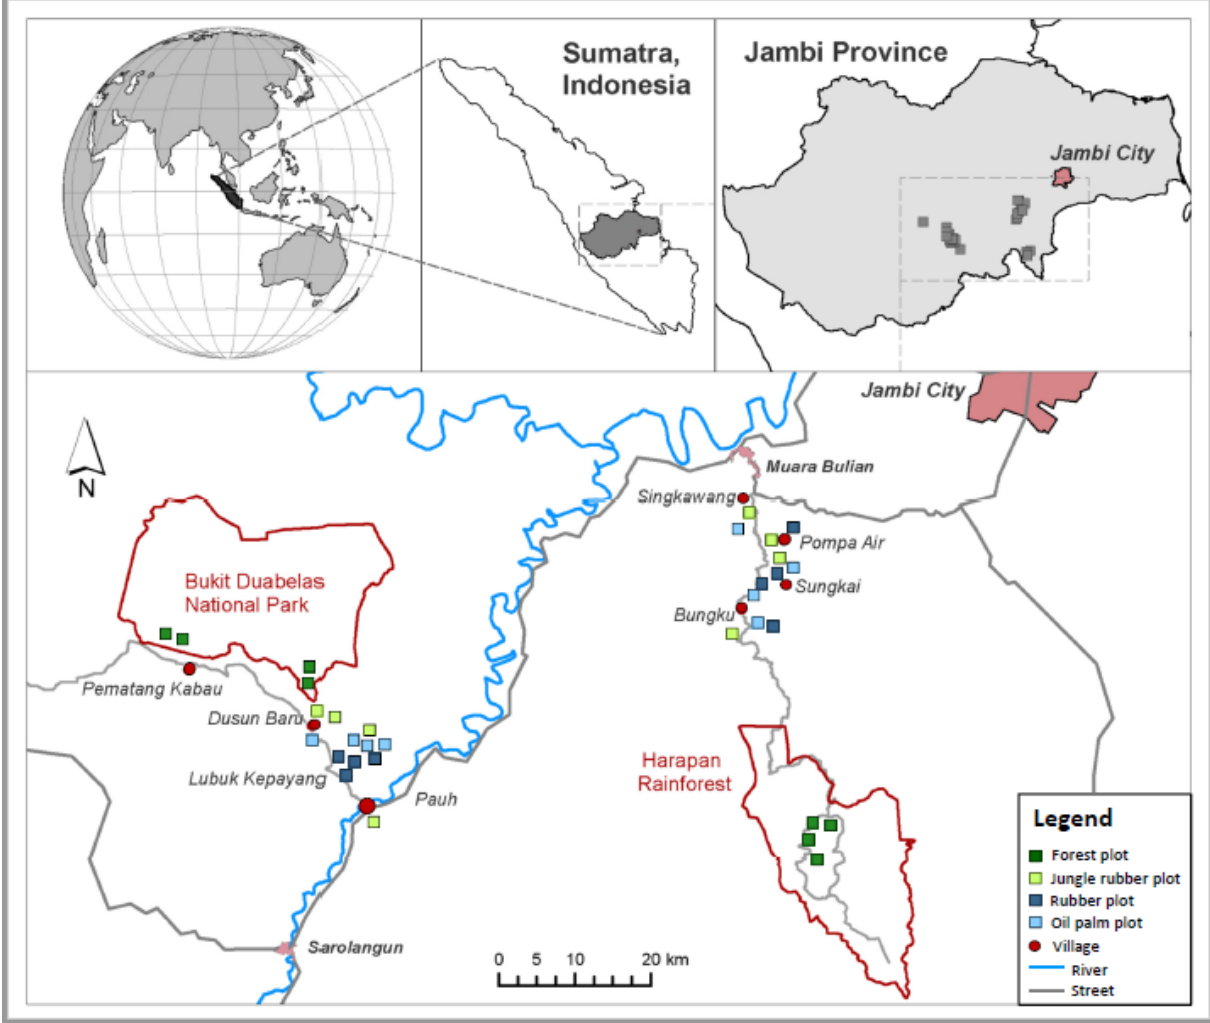 Sumatra,
Indonesia
Jambi Province
Jambi City
Jambi City
N
Muara Bulian
Singkawang
Pompa Air
Sungkai
Bungku
Bukit Duabelas
National Park
Pematang Kabau
Dusun Baru
Lubuk Kepayang
Pauh
Harapan
Rainforest
Sarolangun
0 5 10 20 km
Legend
Forest plot
Jungle rubber plot
Rubber plot
Oil palm plot
Village
River
Street